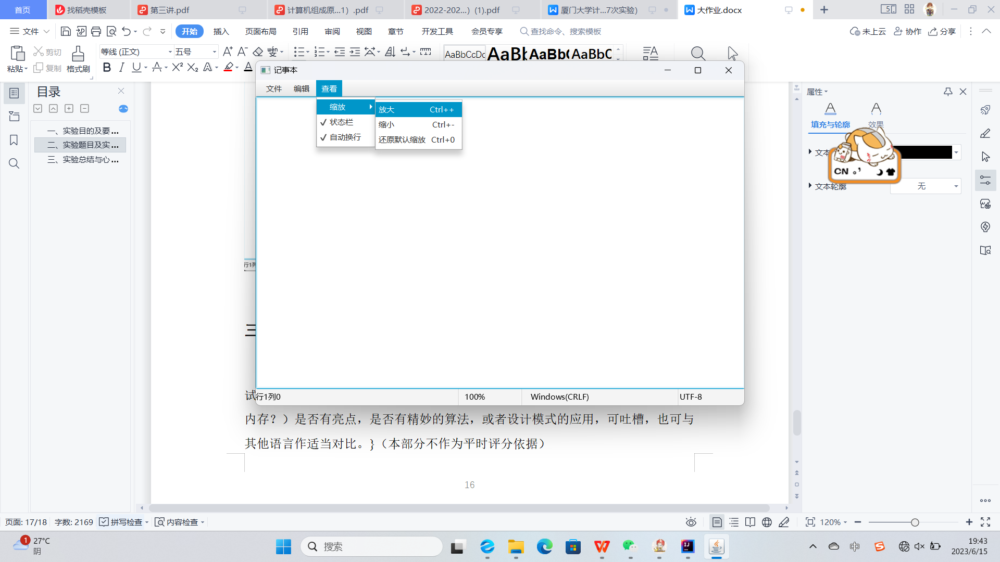 首页
找稻壳模板
第三讲.pdf
计算机组成原...1）.pdf
2022-202...）(1).pdf
厦门大学计...7次实验)
大作业.docx
文件
开始
插入
页面布局
引用
审阅
视图
章节
开发工具
会员专享
查找命令、搜索模板
未上云
协作
分享
粘贴
剪切
复制
格式刷
等线 (正文)
五号
AaBbCcDc
AaBb
AaBb
AaBbC
目录
一、实验目的及要...
二、实验题目及实...
三、实验总结与心...
记事本
文件
编辑
查看
缩放
状态栏
自动换行
放大 Ctrl++
缩小 Ctrl+-
还原默认缩放 Ctrl+0
行1列
三
试
行1列0
100%
Windows(CRLF)
UTF-8
内存？）是否有亮点，是否有精妙的算法，或者设计模式的应用，可吐槽，也可与
其他语言作适当对比。}（本部分不作为平时评分依据）
16
属性
填充与轮廓
效果
文本
CN
文本轮廓
无
页面: 17/18
字数: 2169
拼写检查
内容检查
120%
1
27°C
阴
搜索
中
19:43
2023/6/15